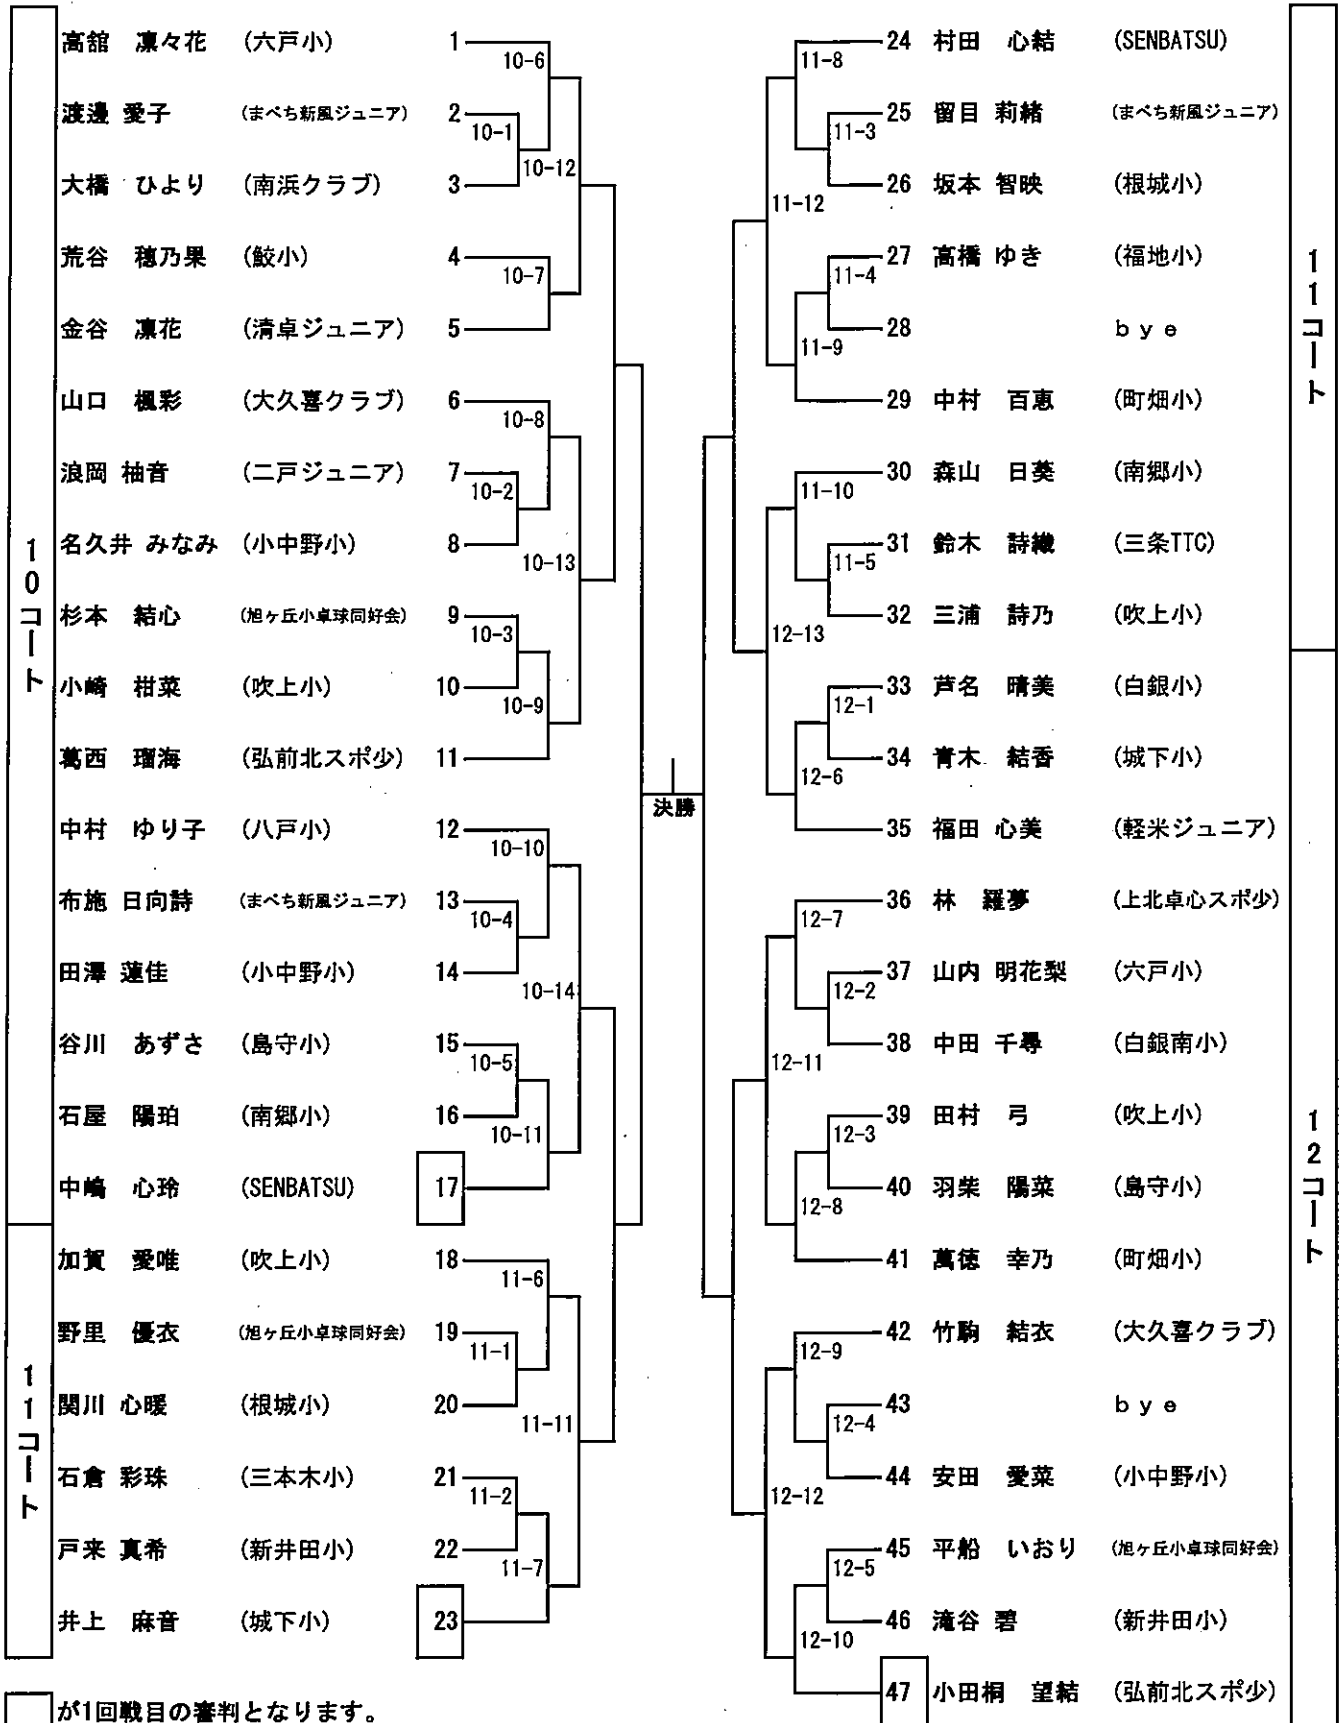 10コート
高舘 凛々花 (六戸小) 1
10-6
渡邊 愛子 (まべち新風ジュニア) 2
10-1
10-12
大橋 ひより (南浜クラブ) 3
荒谷 穂乃果 (鮫小) 4
10-7
金谷 凛花 (清卓ジュニア) 5
山口 楓彩 (大久喜クラブ) 6
10-8
浪岡 柚音 (二戸ジュニア) 7
10-2
名久井 みなみ (小中野小) 8
10-13
杉本 結心 (旭ヶ丘小卓球同好会) 9
10-3
小崎 柑菜 (吹上小) 10
10-9
葛西 瑠海 (弘前北スポ少) 11
中村 ゆり子 (八戸小) 12
10-10
布施 日向詩 (まべち新風ジュニア) 13
10-4
田澤 蓮佳 (小中野小) 14
10-14
谷川 あずさ (島守小) 15
10-5
石屋 陽珀 (南郷小) 16
10-11
中嶋 心玲 (SENBATSU) 17
11コート
加賀 愛唯 (吹上小) 18
11-6
野里 優衣 (旭ヶ丘小卓球同好会) 19
11-1
関川 心暖 (根城小) 20
11-11
石倉 彩珠 (三本木小) 21
11-2
戸来 真希 (新井田小) 22
11-7
井上 麻音 (城下小) 23
が1回戦目の審判となります。
決勝
11コート
24 村田 心結 (SENBATSU)
11-8
25 留目 莉緒 (まべち新風ジュニア)
11-3
26 坂本 智映 (根城小)
11-12
27 高橋 ゆき (福地小)
11-4
28 bye
11-9
29 中村 百恵 (町畑小)
30 森山 日葵 (南郷小)
11-10
31 鈴木 詩織 (三条TTC)
11-5
32 三浦 詩乃 (吹上小)
12-13
12コート
33 芦名 晴美 (白銀小)
12-1
34 青木 結香 (城下小)
12-6
35 福田 心美 (軽米ジュニア)
36 林 羅夢 (上北卓心スポ少)
12-7
37 山内 明花梨 (六戸小)
12-2
38 中田 千尋 (白銀南小)
12-11
39 田村 弓 (吹上小)
12-3
40 羽柴 陽菜 (島守小)
12-8
41 萬徳 幸乃 (町畑小)
42 竹駒 結衣 (大久喜クラブ)
12-9
43 bye
12-4
44 安田 愛菜 (小中野小)
12-12
45 平船 いおり (旭ヶ丘小卓球同好会)
12-5
46 滝谷 碧 (新井田小)
12-10
47 小田桐 望結 (弘前北スポ少)